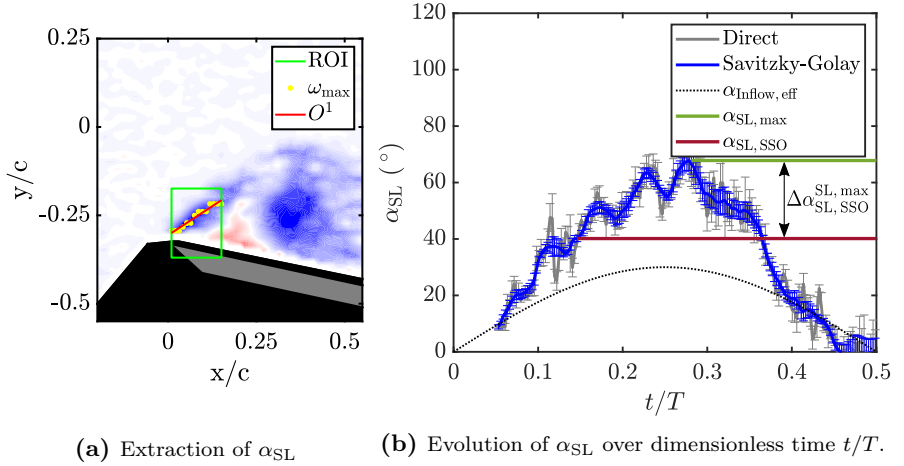 0.25
0
-0.25
-0.5
y/c
0
0.25
0.5
x/c
ROI
ω_max
O^1
(a) Extraction of α_SL
120
100
80
60
40
20
0
α_SL (°)
0
0.1
0.2
0.3
0.4
0.5
t/T
Direct
Savitzky-Golay
α_Inflow, eff
α_SL, max
α_SL, SSO
Δα^SL, max_SL, SSO
(b) Evolution of α_SL over dimensionless time t/T.